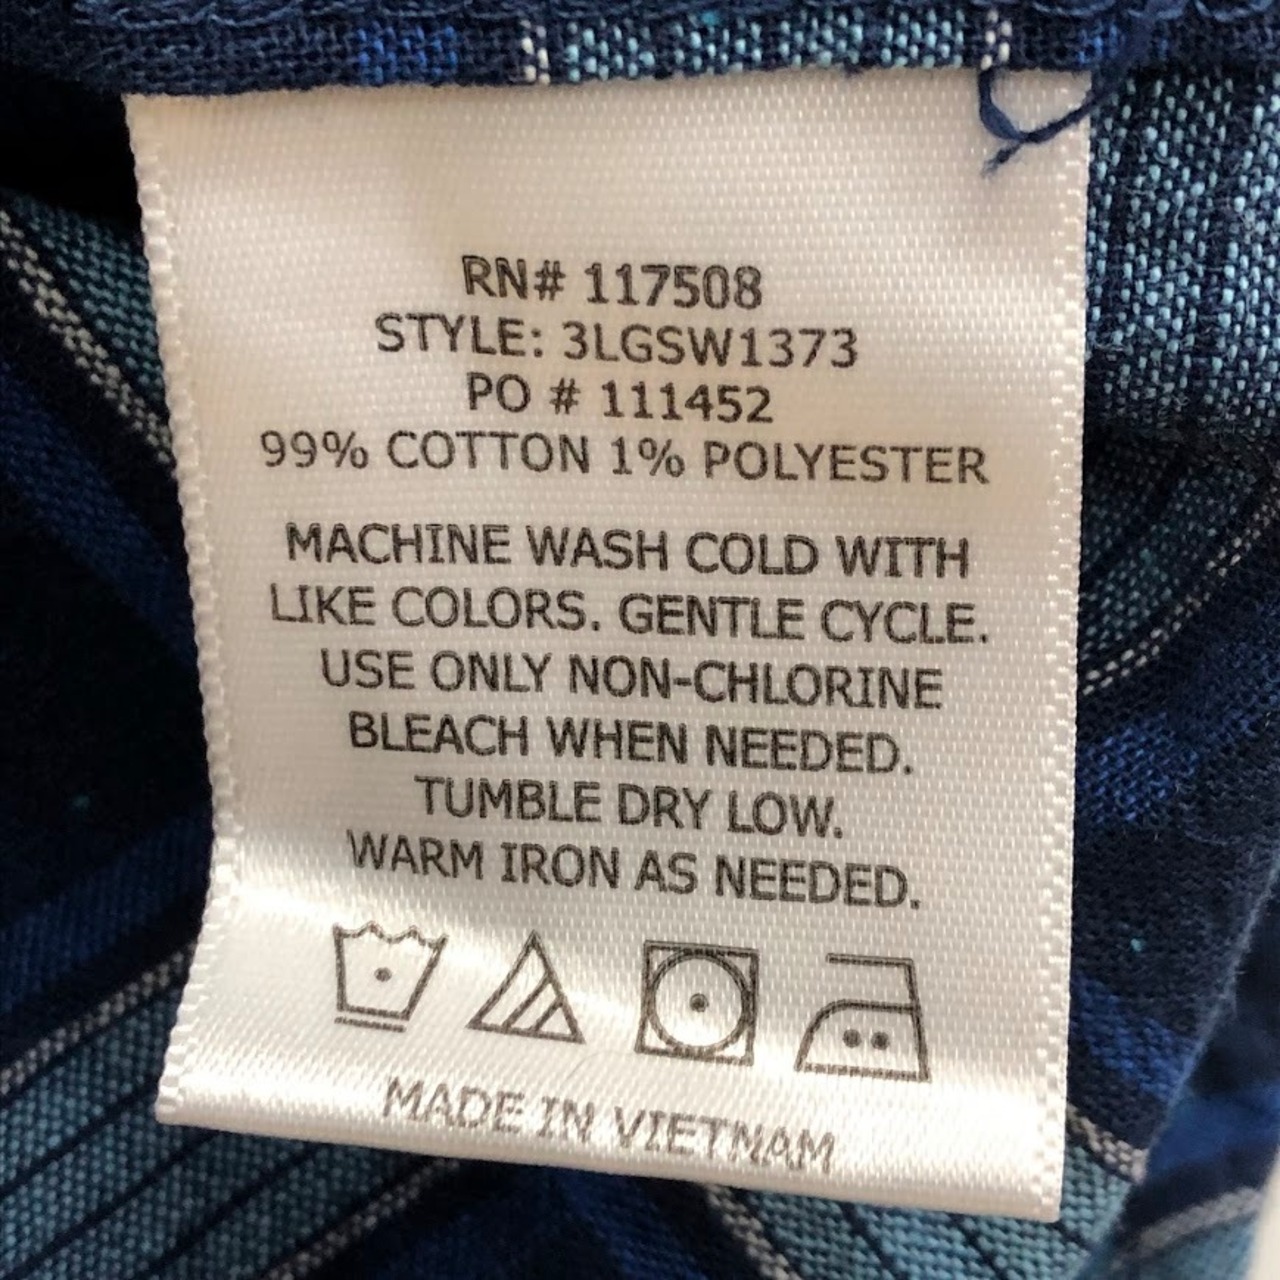 RN# 117508
STYLE: 3LGSW1373
PO # 111452
99% COTTON 1% POLYESTER
MACHINE WASH COLD WITH
LIKE COLORS. GENTLE CYCLE.
USE ONLY NON-CHLORINE
BLEACH WHEN NEEDED.
TUMBLE DRY LOW.
WARM IRON AS NEEDED.
MADE IN VIETNAM